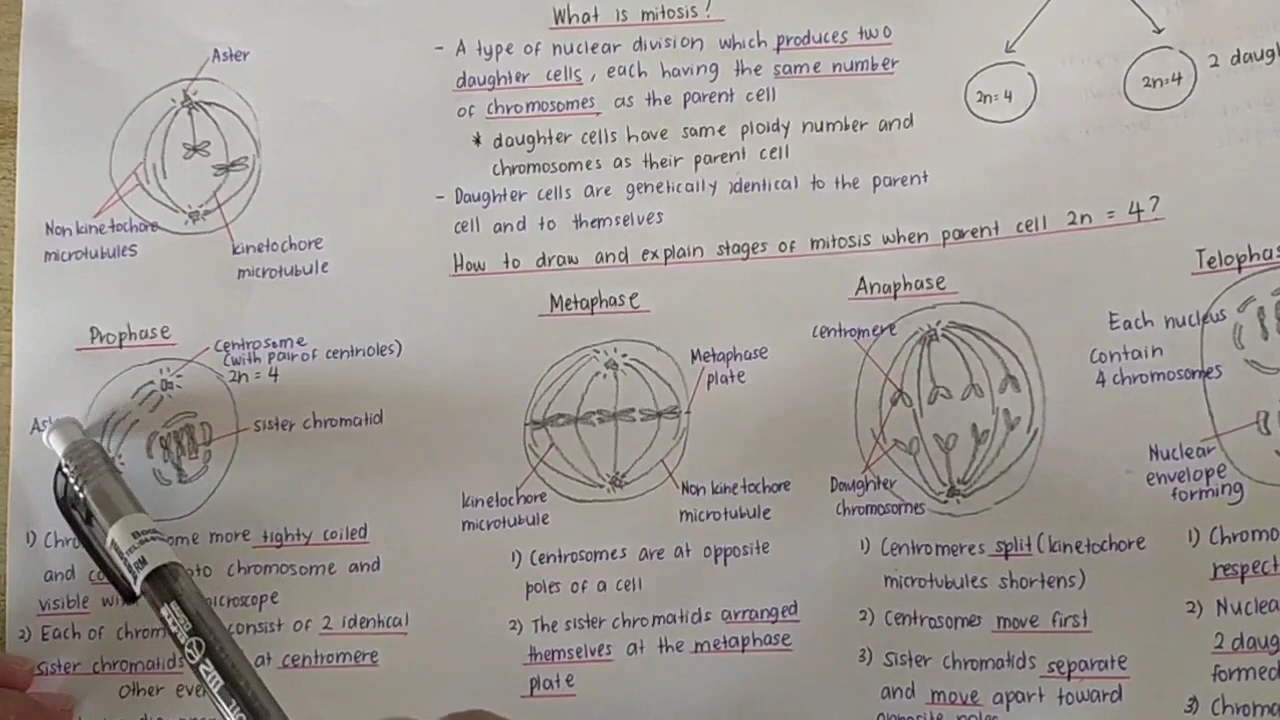 What is mitosis?
- A type of nuclear division which produces two
daughter cells, each having the same number
of chromosomes as the parent cell
* daughter cells have same ploidy number and
chromosomes as their parent cell
- Daughter cells are genetically identical to the parent
cell and to themselves
2n = 4
2n=4
2
Aster
Non kinetochore
microtubules
kinetochore
microtubule
How to draw and explain stages of mitosis when parent cell 2n = 4?
Prophase
Centrosome
(with pair of centrioles)
2n = 4
sister chromatid
1) more tightly coiled
and chromosome and
visible
2) Each of consist of 2 identical
sister chromatids at centromere
Other
Metaphase
Metaphase
plate
kinetochore
microtubule
Non kinetochore
microtubule
1) Centrosomes are at opposite
poles of a cell
2) The sister chromatids arranged
themselves at the metaphase
plate
Anaphase
centromere
Daughter
chromosomes
1) Centromeres split (kinetochore
microtubules shortens)
2) Centrosomes move first
3) Sister chromatids separate
and move apart toward
Each nucleus
contain
4 chromosomes
Nuclear
envelope
forming
1)
2)
formed
3)